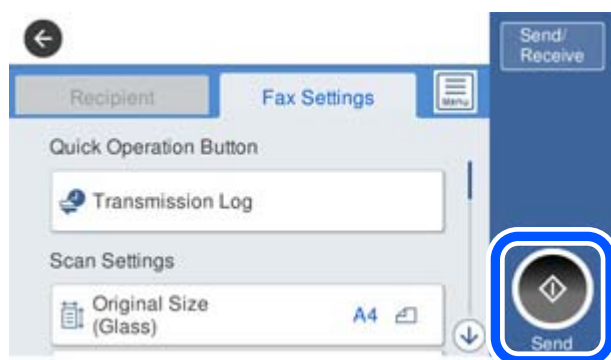 Send/
Receive
Recipient
Fax Settings
Menu
Quick Operation Button
Transmission Log
Scan Settings
Original Size
(Glass)
A4
Send